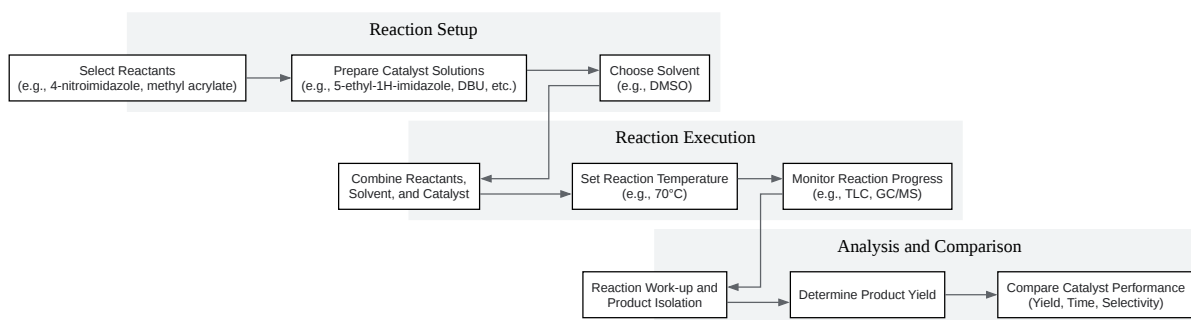 Reaction Setup
Select Reactants
(e.g., 4-nitroimidazole, methyl acrylate)
Prepare Catalyst Solutions
(e.g., 5-ethyl-1H-imidazole, DBU, etc.)
Choose Solvent
(e.g., DMSO)
Reaction Execution
Combine Reactants,
Solvent, and Catalyst
Set Reaction Temperature
(e.g., 70°C)
Monitor Reaction Progress
(e.g., TLC, GC/MS)
Analysis and Comparison
Reaction Work-up and
Product Isolation
Determine Product Yield
Compare Catalyst Performance
(Yield, Time, Selectivity)